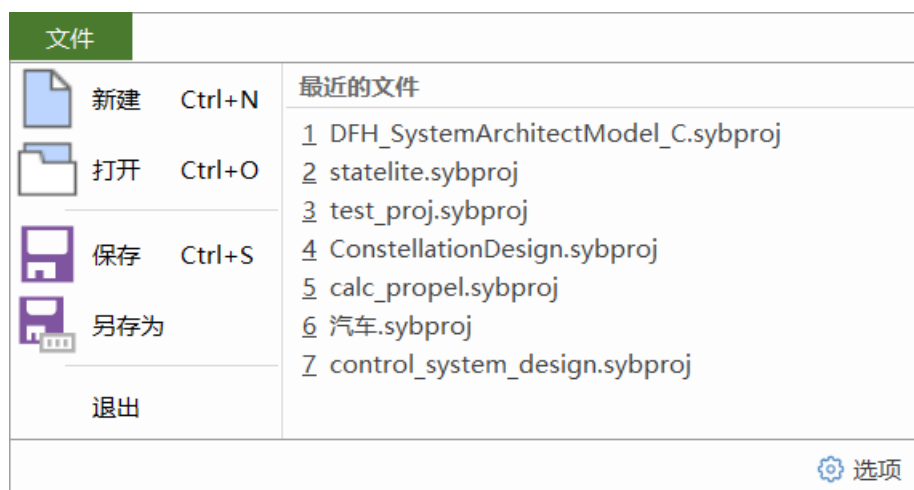 文件
新建 Ctrl+N
打开 Ctrl+O
保存 Ctrl+S
另存为
退出
最近的文件
1 DFH_SystemArchitectModel_C.sybproj
2 statelite.sybproj
3 test_proj.sybproj
4 ConstellationDesign.sybproj
5 calc_propel.sybproj
6 汽车.sybproj
7 control_system_design.sybproj
选项